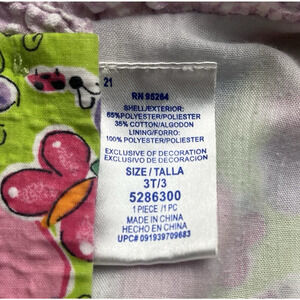 21
RN 95264
SHELL/EXTERIOR:
65% POLYESTER/POLIESTER
35% COTTON/ALGODON
LINING/FORRO:
100% POLYESTER/POLIESTER
EXCLUSIVE OF DECORATION
EXCLUSIVO DE DECORACION
SIZE / TALLA
3T/3
5286300
1 PIECE / 1 PC
MADE IN CHINA
HECHO EN CHINA
UPC# 091939709683